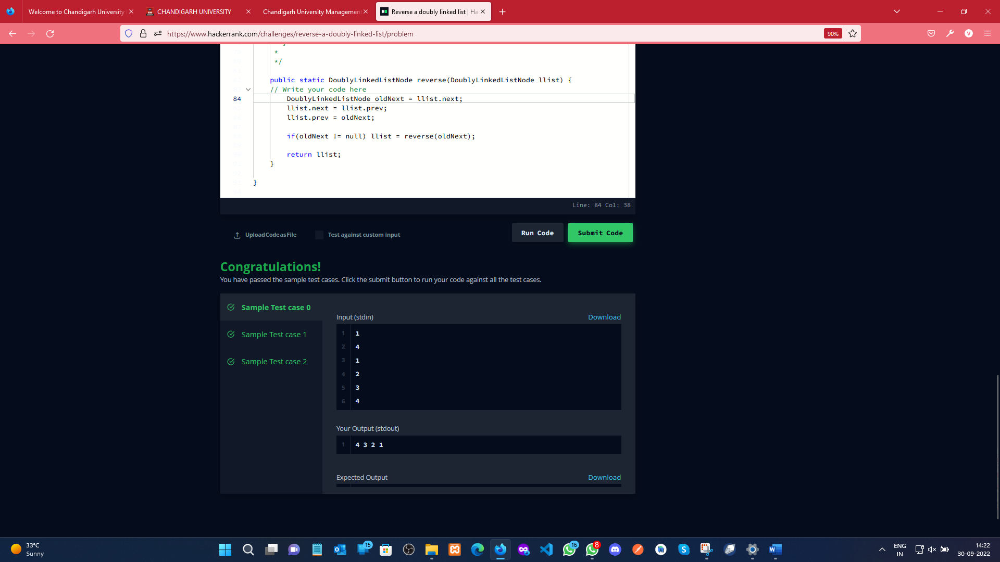 Welcome to Chandigarh University
CHANDIGARH UNIVERSITY
Chandigarh University Management
Reverse a doubly linked list | Ha
https://www.hackerrank.com/challenges/reverse-a-doubly-linked-list/problem
90%
*
*/
public static DoublyLinkedListNode reverse(DoublyLinkedListNode llist) {
// Write your code here
84 DoublyLinkedListNode oldNext = llist.next;
llist.next = llist.prev;
llist.prev = oldNext;
if(oldNext != null) llist = reverse(oldNext);
return llist;
}
}
Line: 84 Col: 38
Upload Code as File
Test against custom input
Run Code
Submit Code
Congratulations!
You have passed the sample test cases. Click the submit button to run your code against all the test cases.
Sample Test case 0
Sample Test case 1
Sample Test case 2
Input (stdin)
Download
1 1
2 4
3 1
4 2
5 3
6 4
Your Output (stdout)
1 4 3 2 1
Expected Output
Download
33°C
Sunny
15
16
8
ENG
IN
14:22
30-09-2022